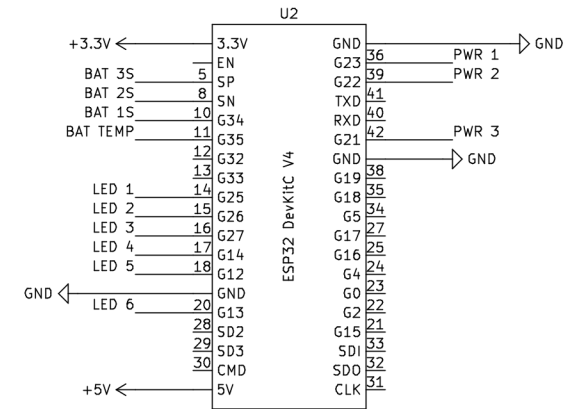 U2
+3.3V 3.3V GND GND
EN 36 G23 PWR 1
BAT 3S 5 SP G22 39 PWR 2
BAT 2S 8 SN TXD 41
BAT 1S 10 G34 RXD 40
BAT TEMP 11 G35 G21 42 PWR 3
12 G32 GND GND
13 G33 G19 38
LED 1 14 G25 G18 35
LED 2 15 G26 G5 34
LED 3 16 G27 G17 27
LED 4 17 G14 G16 25
LED 5 18 G12 G4 24
GND GND G0 23
LED 6 20 G13 G2 22
28 SD2 G15 21
29 SD3 SDI 33
30 CMD SDO 32
+5V 5V CLK 31
ESP32 DevKitC V4